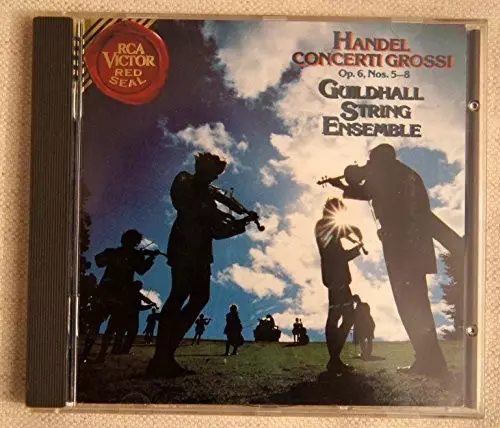 RCA
VICTOR
RED
SEAL
HANDEL
CONCERTI GROSSI
Op. 6, Nos. 5–8
GUILDHALL
STRING
ENSEMBLE